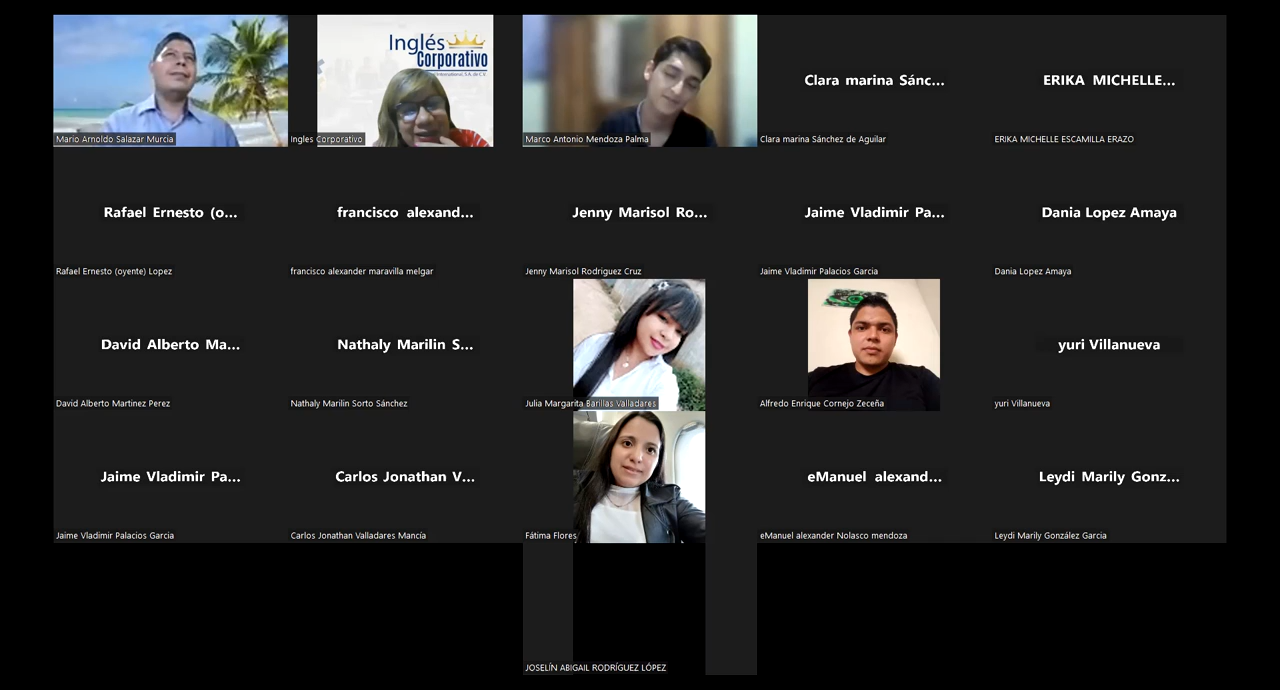 Inglés
Corporativo
International, S.A. de C.V.
Mario Arnoldo Salazar Murcia
Ingles Corporativo
Marco Antonio Mendoza Palma
Clara marina Sánc...
Clara marina Sánchez de Aguilar
ERIKA MICHELLE...
ERIKA MICHELLE ESCAMILLA ERAZO
Rafael Ernesto (o...
Rafael Ernesto (oyente) Lopez
francisco alexand...
francisco alexander maravilla melgar
Jenny Marisol Ro...
Jenny Marisol Rodriguez Cruz
Jaime Vladimir Pa...
Jaime Vladimir Palacios Garcia
Dania Lopez Amaya
Dania Lopez Amaya
David Alberto Ma...
David Alberto Martinez Perez
Nathaly Marilin S...
Nathaly Marilin Sorto Sánchez
Julia Margarita Barillas Valladares
Alfredo Enrique Cornejo Zeceña
yuri Villanueva
yuri Villanueva
Jaime Vladimir Pa...
Jaime Vladimir Palacios Garcia
Carlos Jonathan V...
Carlos Jonathan Valladares Mancía
Fátima Flores
eManuel alexand...
eManuel alexander Nolasco mendoza
Leydi Marily Gonz...
Leydi Marily González Garcia
JOSELÍN ABIGAIL RODRÍGUEZ LÓPEZ